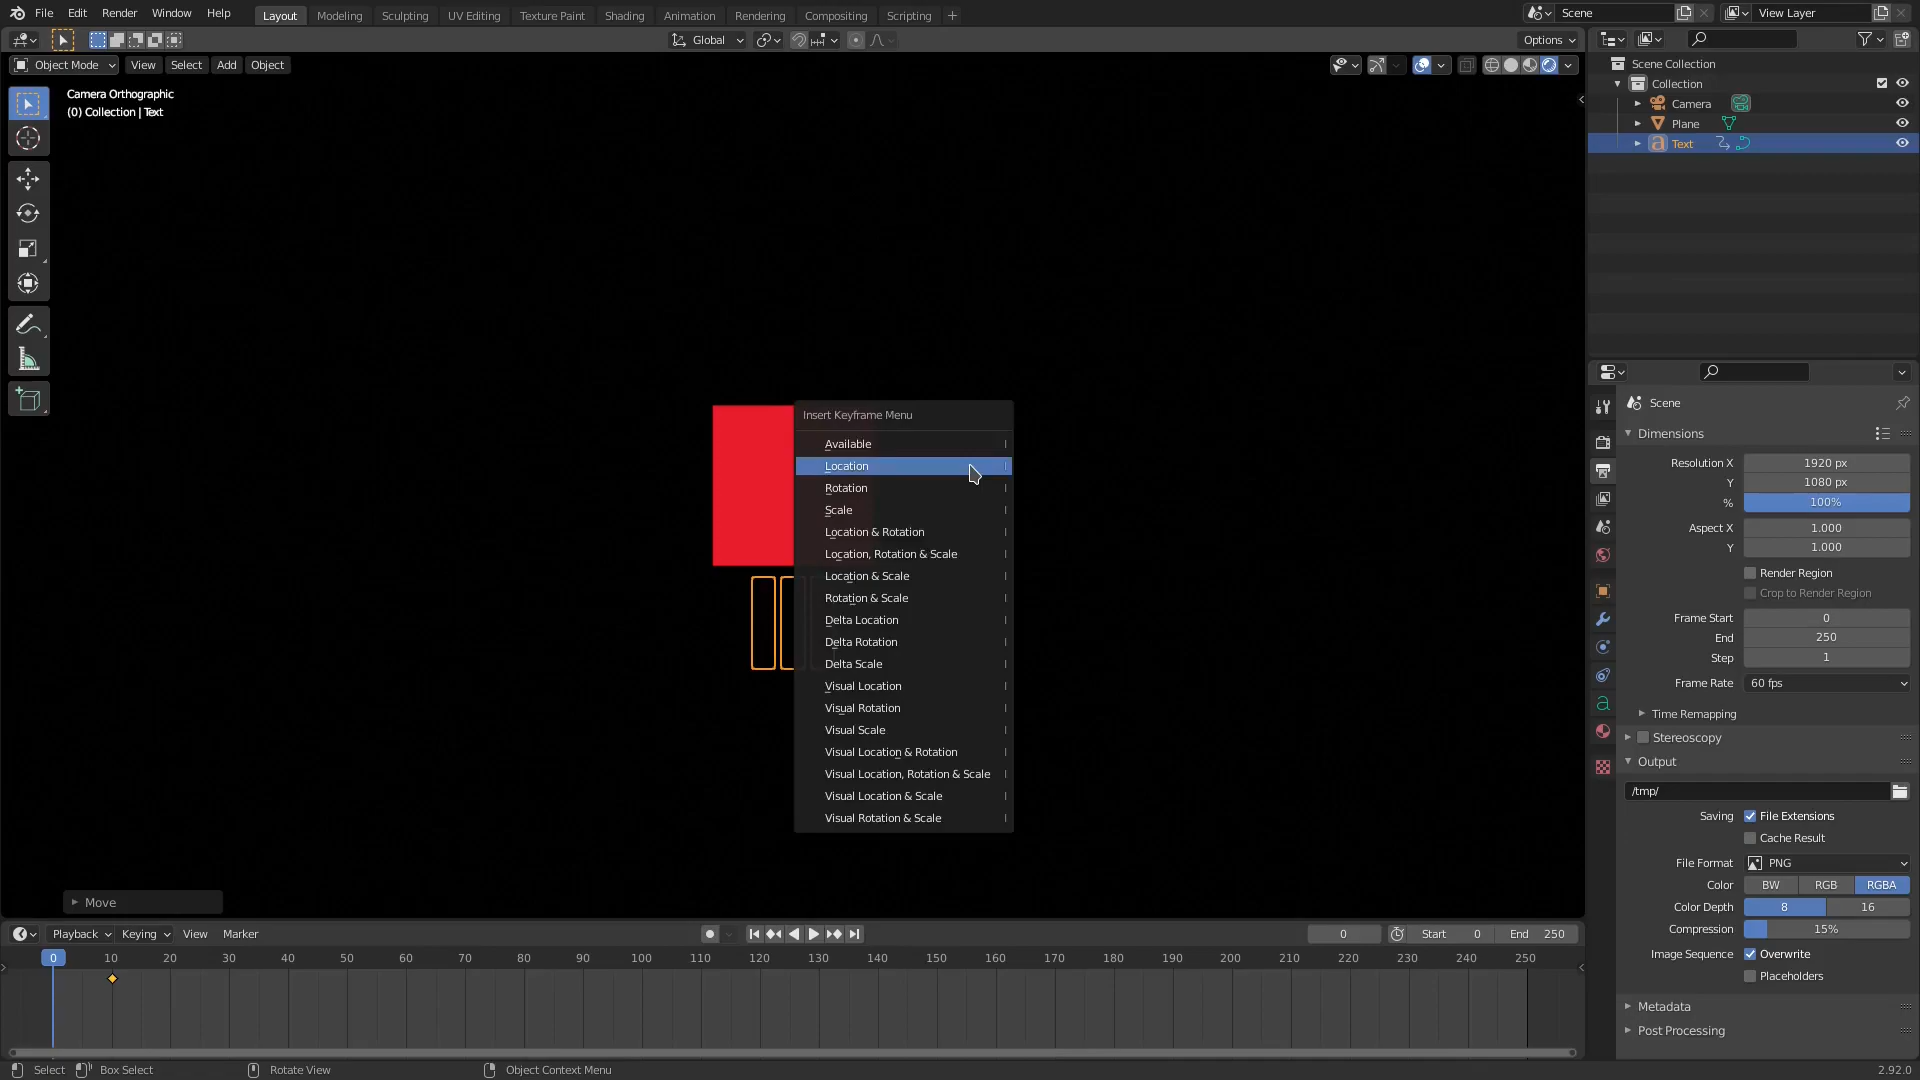 File Edit Render Window Help Layout Modeling Sculpting UV Editing Texture Paint Shading Animation Rendering Compositing Scripting Scene View Layer
Global Options
Object Mode View Select Add Object
Camera Orthographic
(0) Collection | Text
Insert Keyframe Menu
Available I
Location I
Rotation I
Scale I
Location & Rotation I
Location, Rotation & Scale I
Location & Scale I
Rotation & Scale I
Delta Location I
Delta Rotation I
Delta Scale I
Visual Location I
Visual Rotation I
Visual Scale I
Visual Location & Rotation I
Visual Location, Rotation & Scale I
Visual Location & Scale I
Visual Rotation & Scale I
Move
Scene Collection
Collection
Camera
Plane
Text
Scene
Dimensions
Resolution X 1920 px
Y 1080 px
% 100%
Aspect X 1.000
Y 1.000
Render Region
Crop to Render Region
Frame Start 0
End 250
Step 1
Frame Rate 60 fps
Time Remapping
Stereoscopy
Output
/tmp/
Saving File Extensions
Cache Result
File Format PNG
Color BW RGB RGBA
Color Depth 8 16
Compression 15%
Image Sequence Overwrite
Placeholders
Metadata
Post Processing
Playback Keying View Marker 0 Start 0 End 250
0 10 20 30 40 50 60 70 80 90 100 110 120 130 140 150 160 170 180 190 200 210 220 230 240 250
Select Box Select Rotate View Object Context Menu 2.92.0